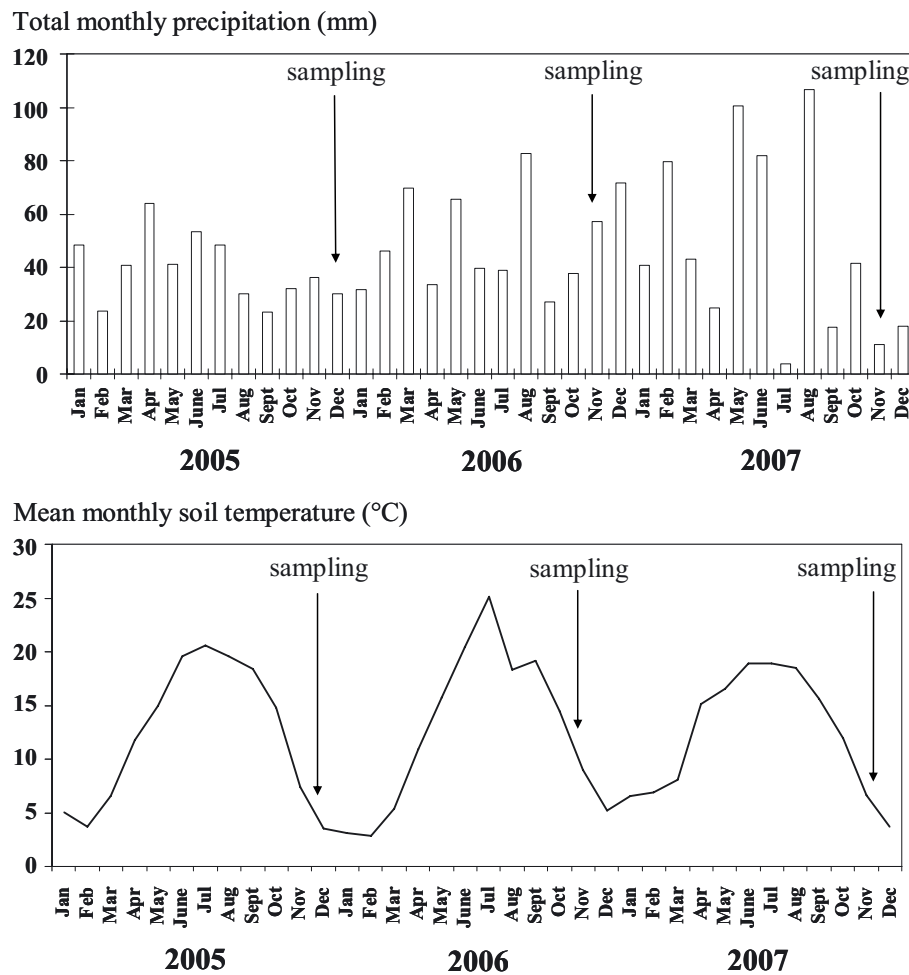 Total monthly precipitation (mm)
120
sampling sampling sampling
100
80
60
40
20
0
Jan Feb Mar Apr May June Jul Aug Sept Oct Nov Dec Jan Feb Mar Apr May June Jul Aug Sept Oct Nov Dec Jan Feb Mar Apr May June Jul Aug Sept Oct Nov Dec
2005 2006 2007
Mean monthly soil temperature (°C)
30
sampling sampling sampling
25
20
15
10
5
0
Jan Feb Mar Apr May June Jul Aug Sept Oct Nov Dec Jan Feb Mar Apr May June Jul Aug Sept Oct Nov Dec Jan Feb Mar Apr May June Jul Aug Sept Oct Nov Dec
2005 2006 2007